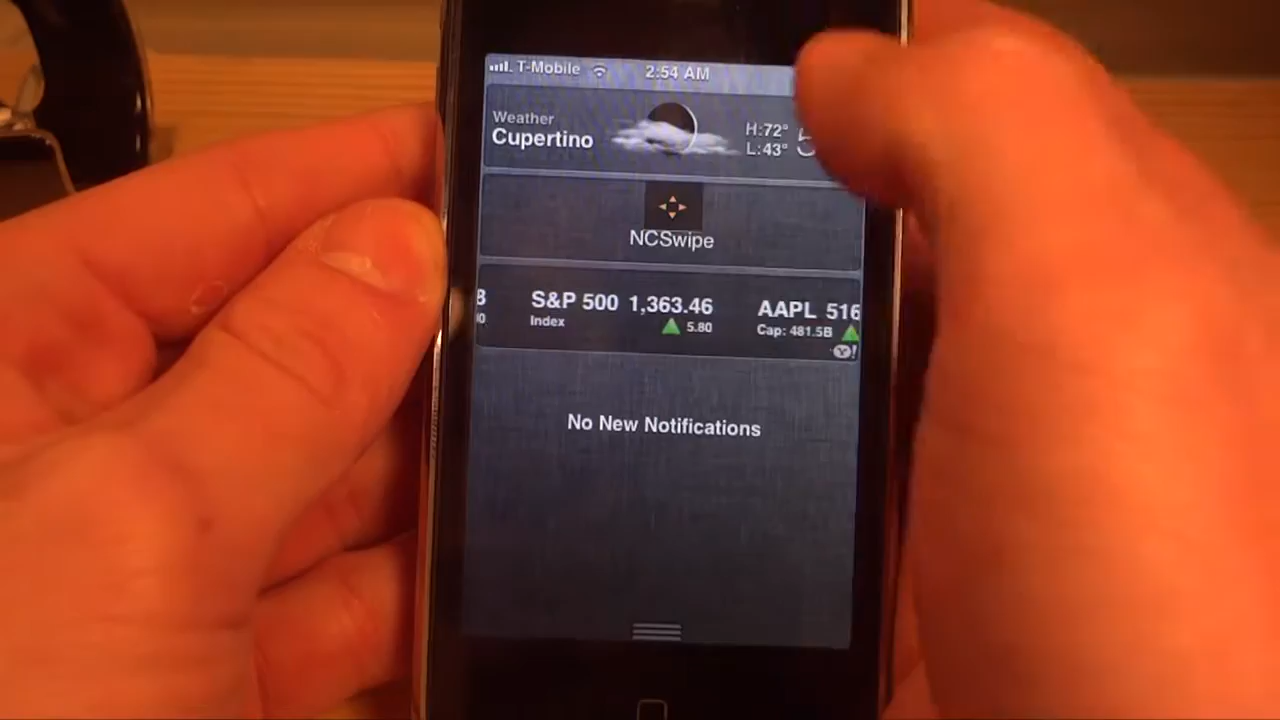 T-Mobile 2:54 AM
Weather
Cupertino
H:72°
L:43°
NCSwipe
S&P 500 1,363.46
Index 5.80
AAPL 516
Cap: 481.5B
Y!
No New Notifications